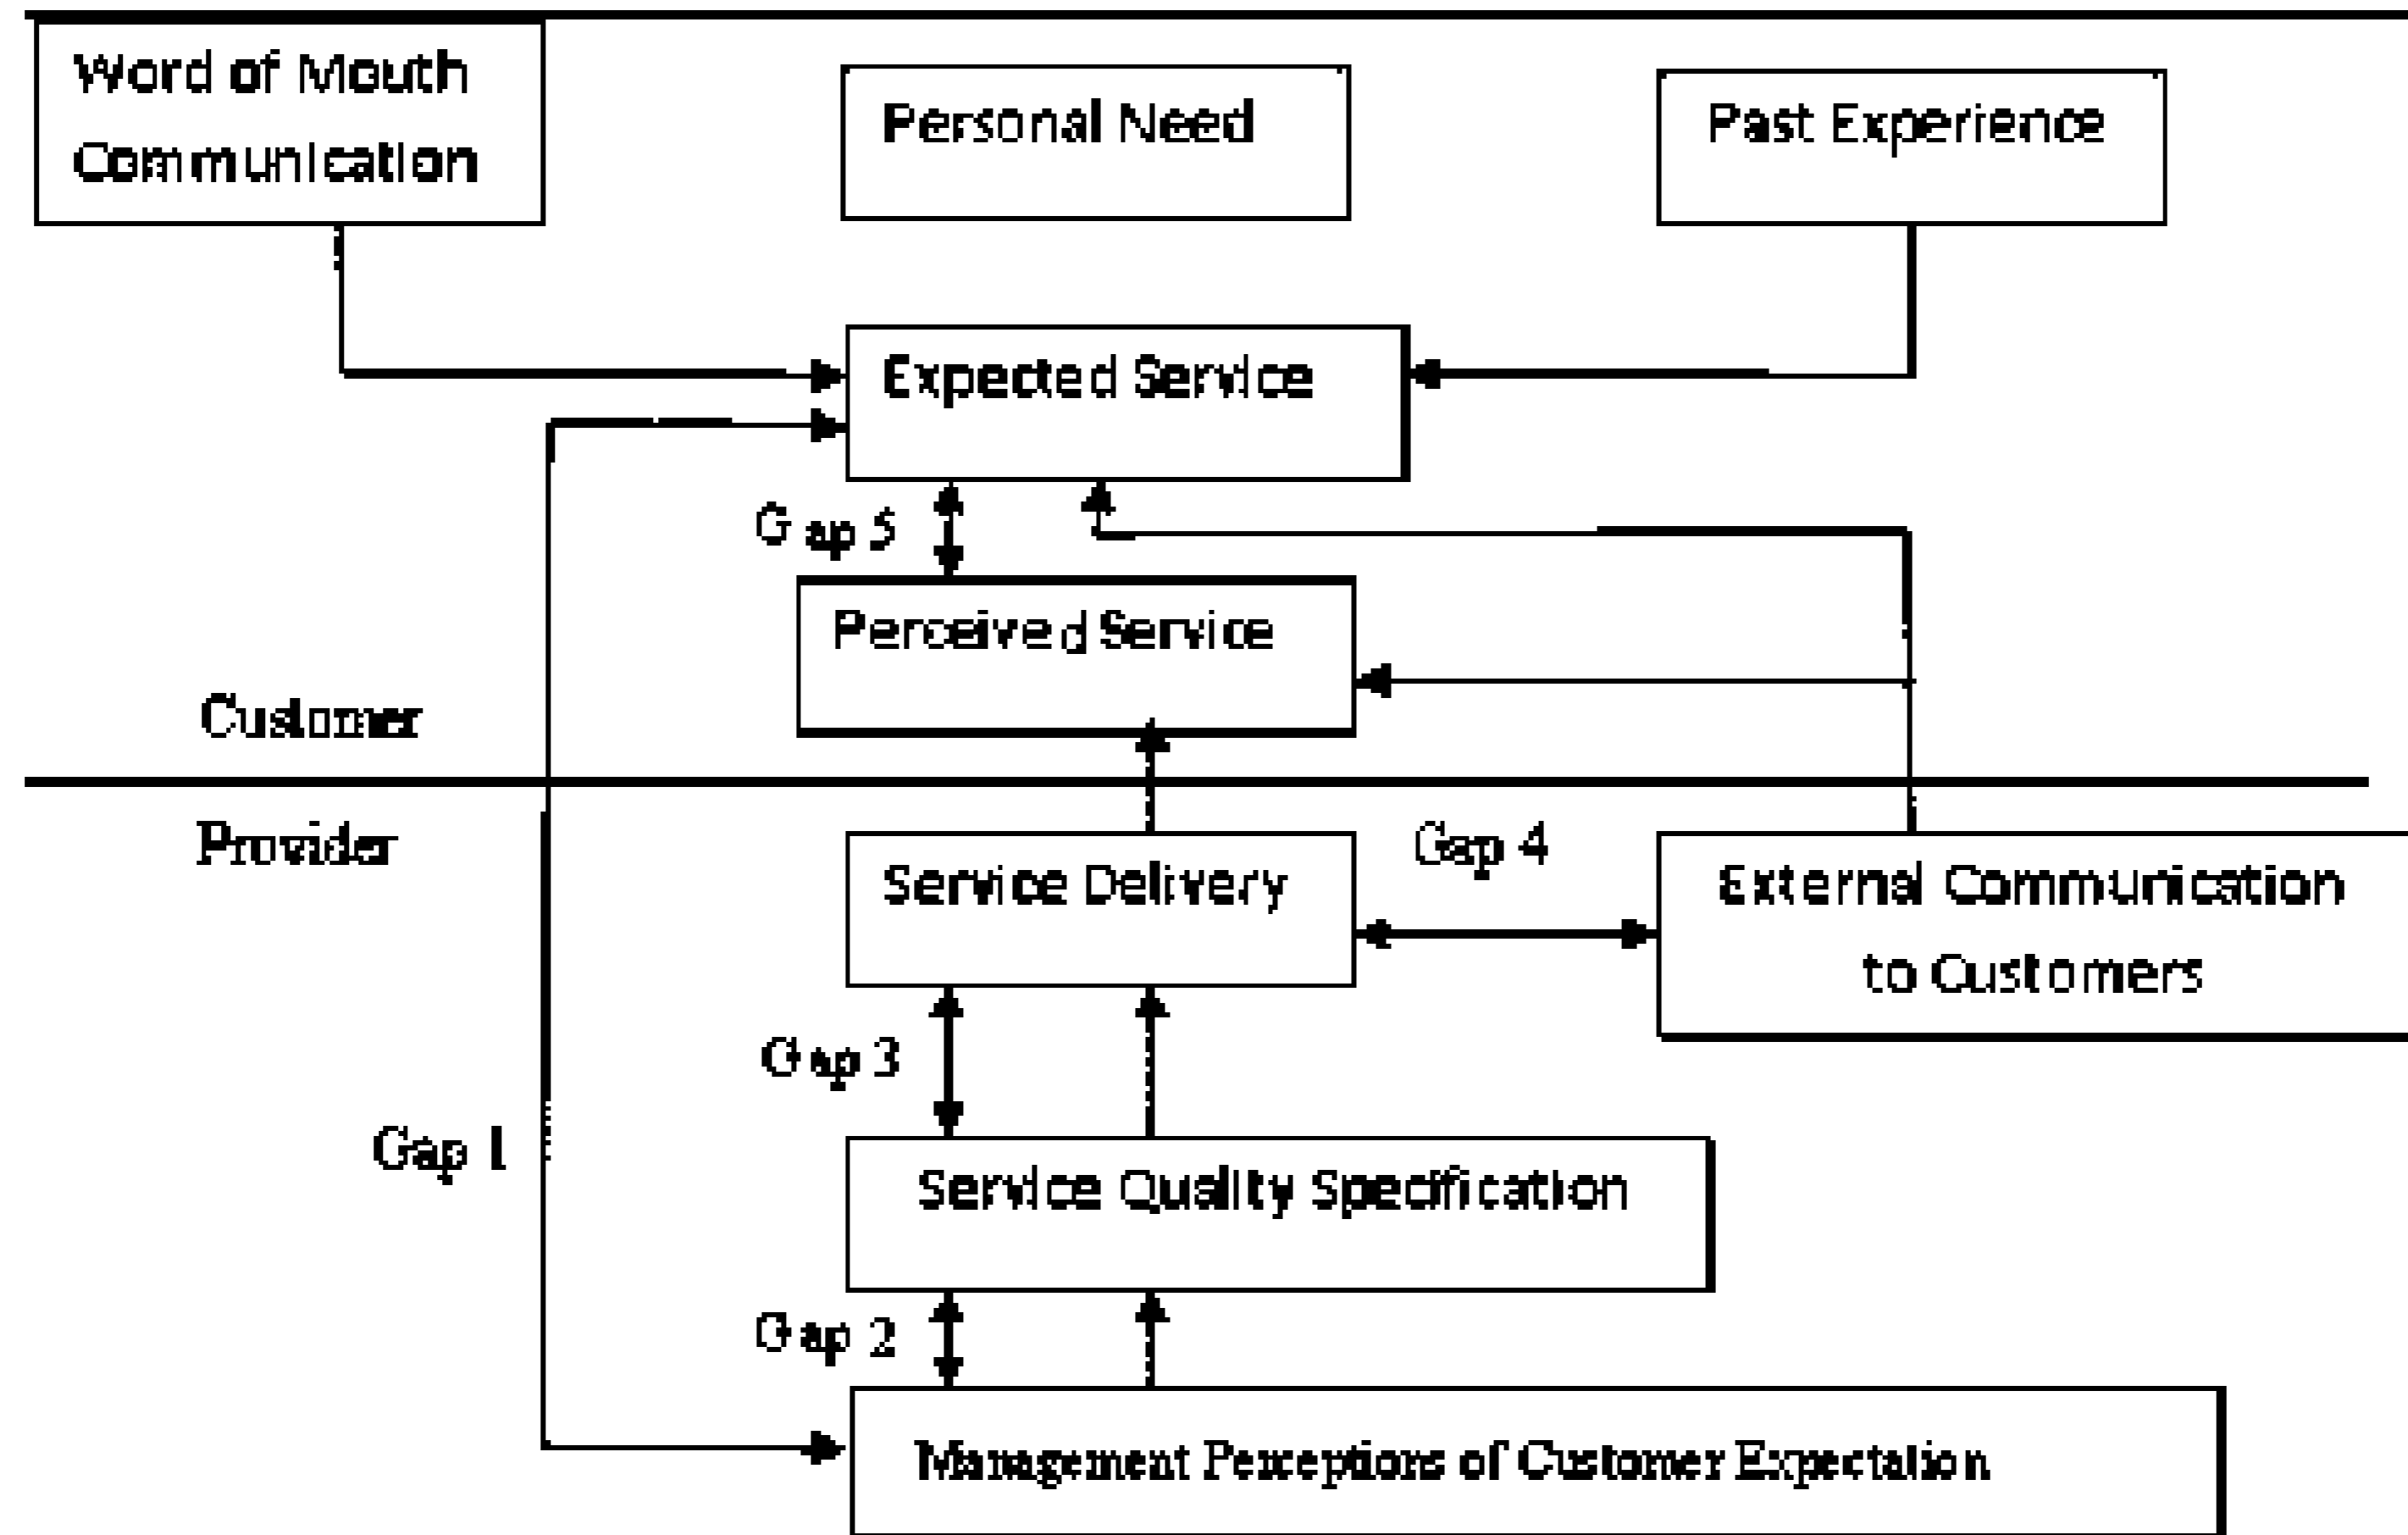 Word of Mouth
Communication
Personal Need
Past Experience
Expected Service
Gap 5
Perceived Service
Customer
Provider
Service Delivery
Gap 4
External Communication
to Customers
Gap 3
Gap 1
Service Quality Specification
Gap 2
Management Perceptions of Customer Expectation